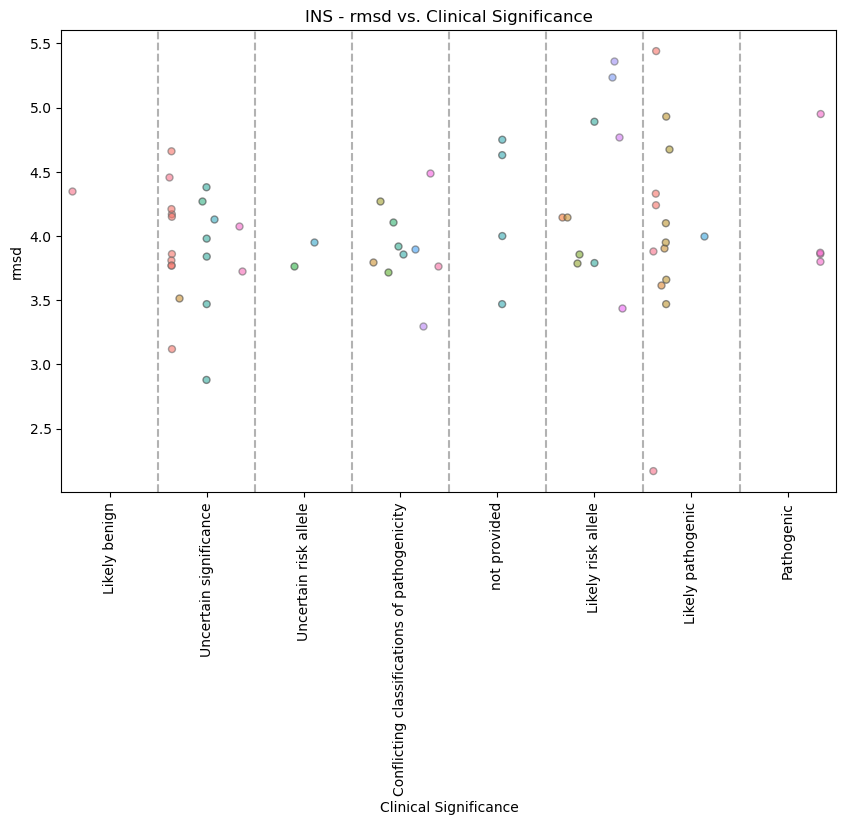 INS - rmsd vs. Clinical Significance
rmsd
5.5
5.0
4.5
4.0
3.5
3.0
2.5
Likely benign
Uncertain significance
Uncertain risk allele
Conflicting classifications of pathogenicity
not provided
Likely risk allele
Likely pathogenic
Pathogenic
Clinical Significance